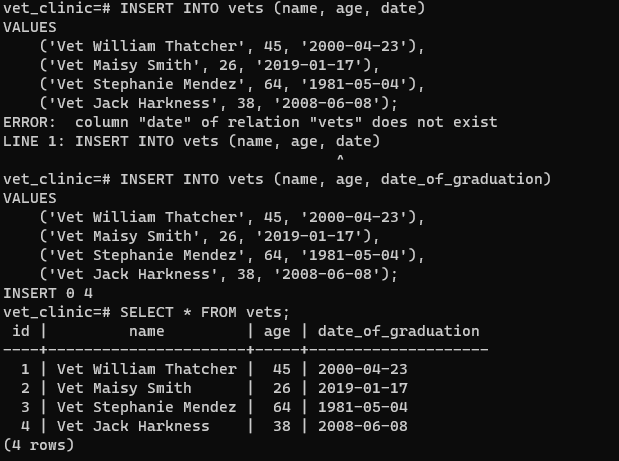 vet_clinic=# INSERT INTO vets (name, age, date)
VALUES
    ('Vet William Thatcher', 45, '2000-04-23'),
    ('Vet Maisy Smith', 26, '2019-01-17'),
    ('Vet Stephanie Mendez', 64, '1981-05-04'),
    ('Vet Jack Harkness', 38, '2008-06-08');
ERROR:  column "date" of relation "vets" does not exist
LINE 1: INSERT INTO vets (name, age, date)
                                     ^
vet_clinic=# INSERT INTO vets (name, age, date_of_graduation)
VALUES
    ('Vet William Thatcher', 45, '2000-04-23'),
    ('Vet Maisy Smith', 26, '2019-01-17'),
    ('Vet Stephanie Mendez', 64, '1981-05-04'),
    ('Vet Jack Harkness', 38, '2008-06-08');
INSERT 0 4
vet_clinic=# SELECT * FROM vets;
 id |         name         | age | date_of_graduation
----+----------------------+-----+--------------------
  1 | Vet William Thatcher |  45 | 2000-04-23
  2 | Vet Maisy Smith      |  26 | 2019-01-17
  3 | Vet Stephanie Mendez |  64 | 1981-05-04
  4 | Vet Jack Harkness    |  38 | 2008-06-08
(4 rows)